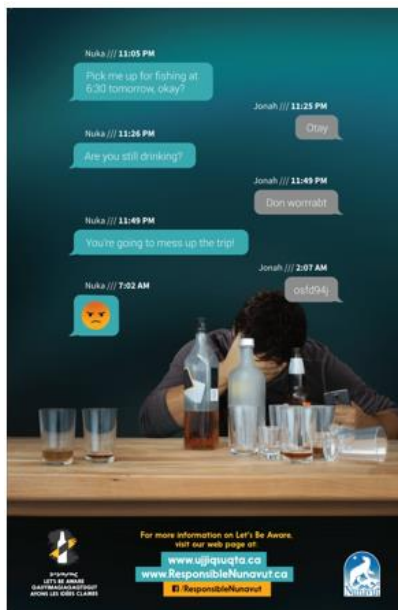 Nuka /// 11:05 PM
Pick me up for fishing at
6:30 tomorrow, okay?
Jonah /// 11:25 PM
Otay
Nuka /// 11:26 PM
Are you still drinking?
Jonah /// 11:49 PM
Don worrrabt
Nuka /// 11:49 PM
You're going to mess up the trip!
Jonah /// 2:07 AM
osfd94j
Nuka /// 7:02 AM
LET'S BE AWARE
QAUYIMAGIAQAQTIGUT
AYONS LES IDÉES CLAIRES
For more information on Let's Be Aware,
visit our web page at:
www.ujjiqsuqta.ca
www.ResponsibleNunavut.ca
/ResponsibleNunavut
Nunavut